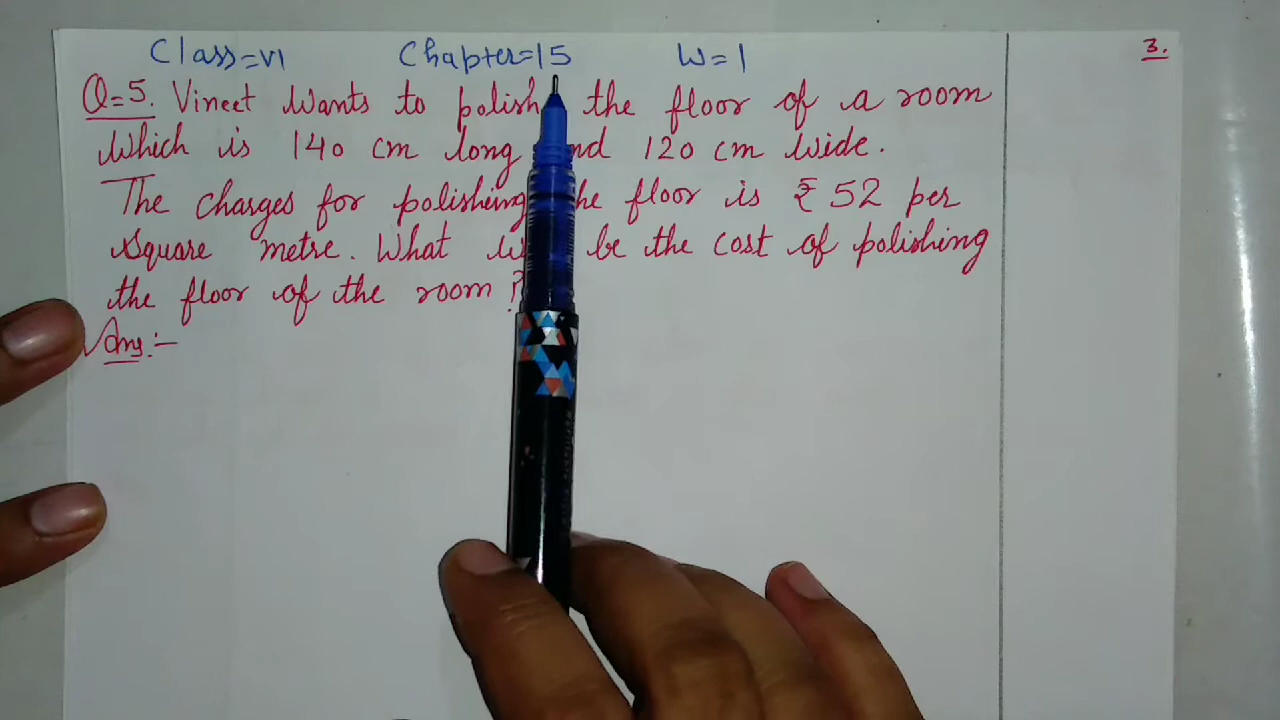 Class=VI Chapter=15 W=1 3.
Q=5. Vineet wants to polish the floor of a room
which is 140 cm long and 120 cm wide.
The charges for polishing the floor is ₹52 per
square metre. What will be the cost of polishing
the floor of the room?
Ans:-